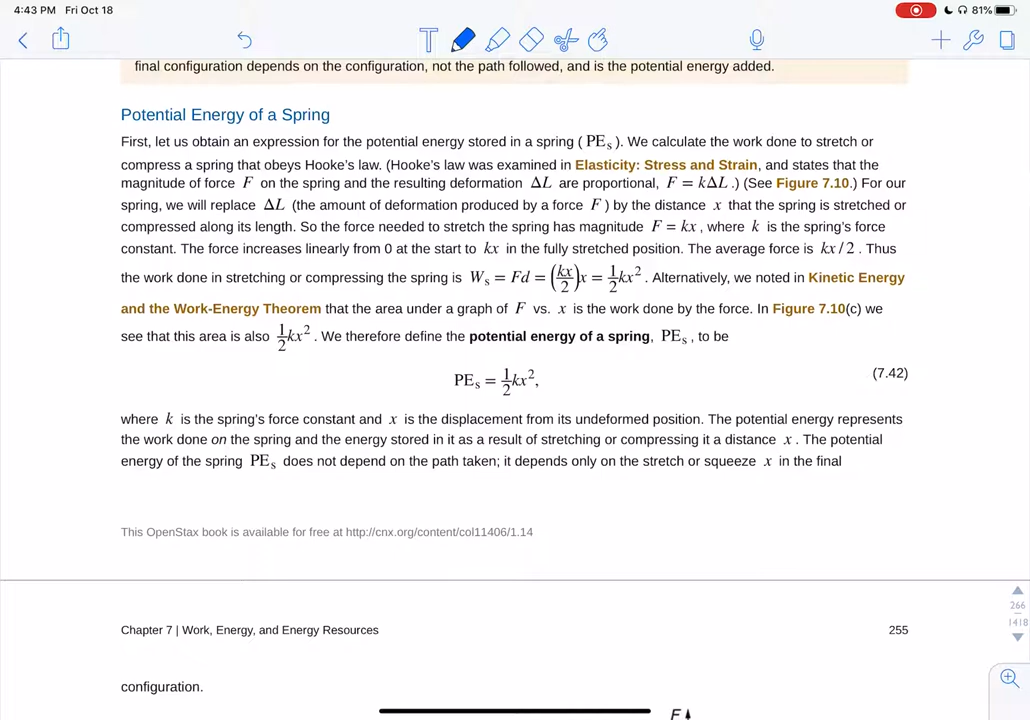 4:43 PM Fri Oct 18 81%
final configuration depends on the configuration, not the path followed, and is the potential energy added.
Potential Energy of a Spring
First, let us obtain an expression for the potential energy stored in a spring ( PEs ). We calculate the work done to stretch or
compress a spring that obeys Hooke's law. (Hooke's law was examined in Elasticity: Stress and Strain, and states that the
magnitude of force F on the spring and the resulting deformation ΔL are proportional, F = kΔL .) (See Figure 7.10.) For our
spring, we will replace ΔL (the amount of deformation produced by a force F ) by the distance x that the spring is stretched or
compressed along its length. So the force needed to stretch the spring has magnitude F = kx , where k is the spring's force
constant. The force increases linearly from 0 at the start to kx in the fully stretched position. The average force is kx / 2 . Thus
the work done in stretching or compressing the spring is Ws = Fd = (kx/2)x = 1/2kx² . Alternatively, we noted in Kinetic Energy
and the Work-Energy Theorem that the area under a graph of F vs. x is the work done by the force. In Figure 7.10(c) we
see that this area is also 1/2kx² . We therefore define the potential energy of a spring, PEs , to be
PEs = 1/2kx², (7.42)
where k is the spring's force constant and x is the displacement from its undeformed position. The potential energy represents
the work done on the spring and the energy stored in it as a result of stretching or compressing it a distance x . The potential
energy of the spring PEs does not depend on the path taken; it depends only on the stretch or squeeze x in the final
This OpenStax book is available for free at http://cnx.org/content/col11406/1.14
266
1418
Chapter 7 | Work, Energy, and Energy Resources 255
configuration.
F